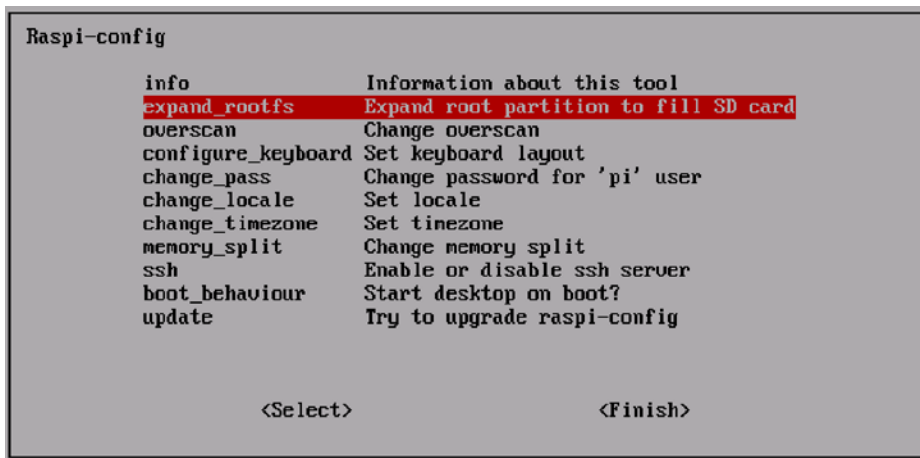 Raspi-config
info Information about this tool
expand_rootfs Expand root partition to fill SD card
overscan Change overscan
configure_keyboard Set keyboard layout
change_pass Change password for 'pi' user
change_locale Set locale
change_timezone Set timezone
memory_split Change memory split
ssh Enable or disable ssh server
boot_behaviour Start desktop on boot?
update Try to upgrade raspi-config
<Select> <Finish>